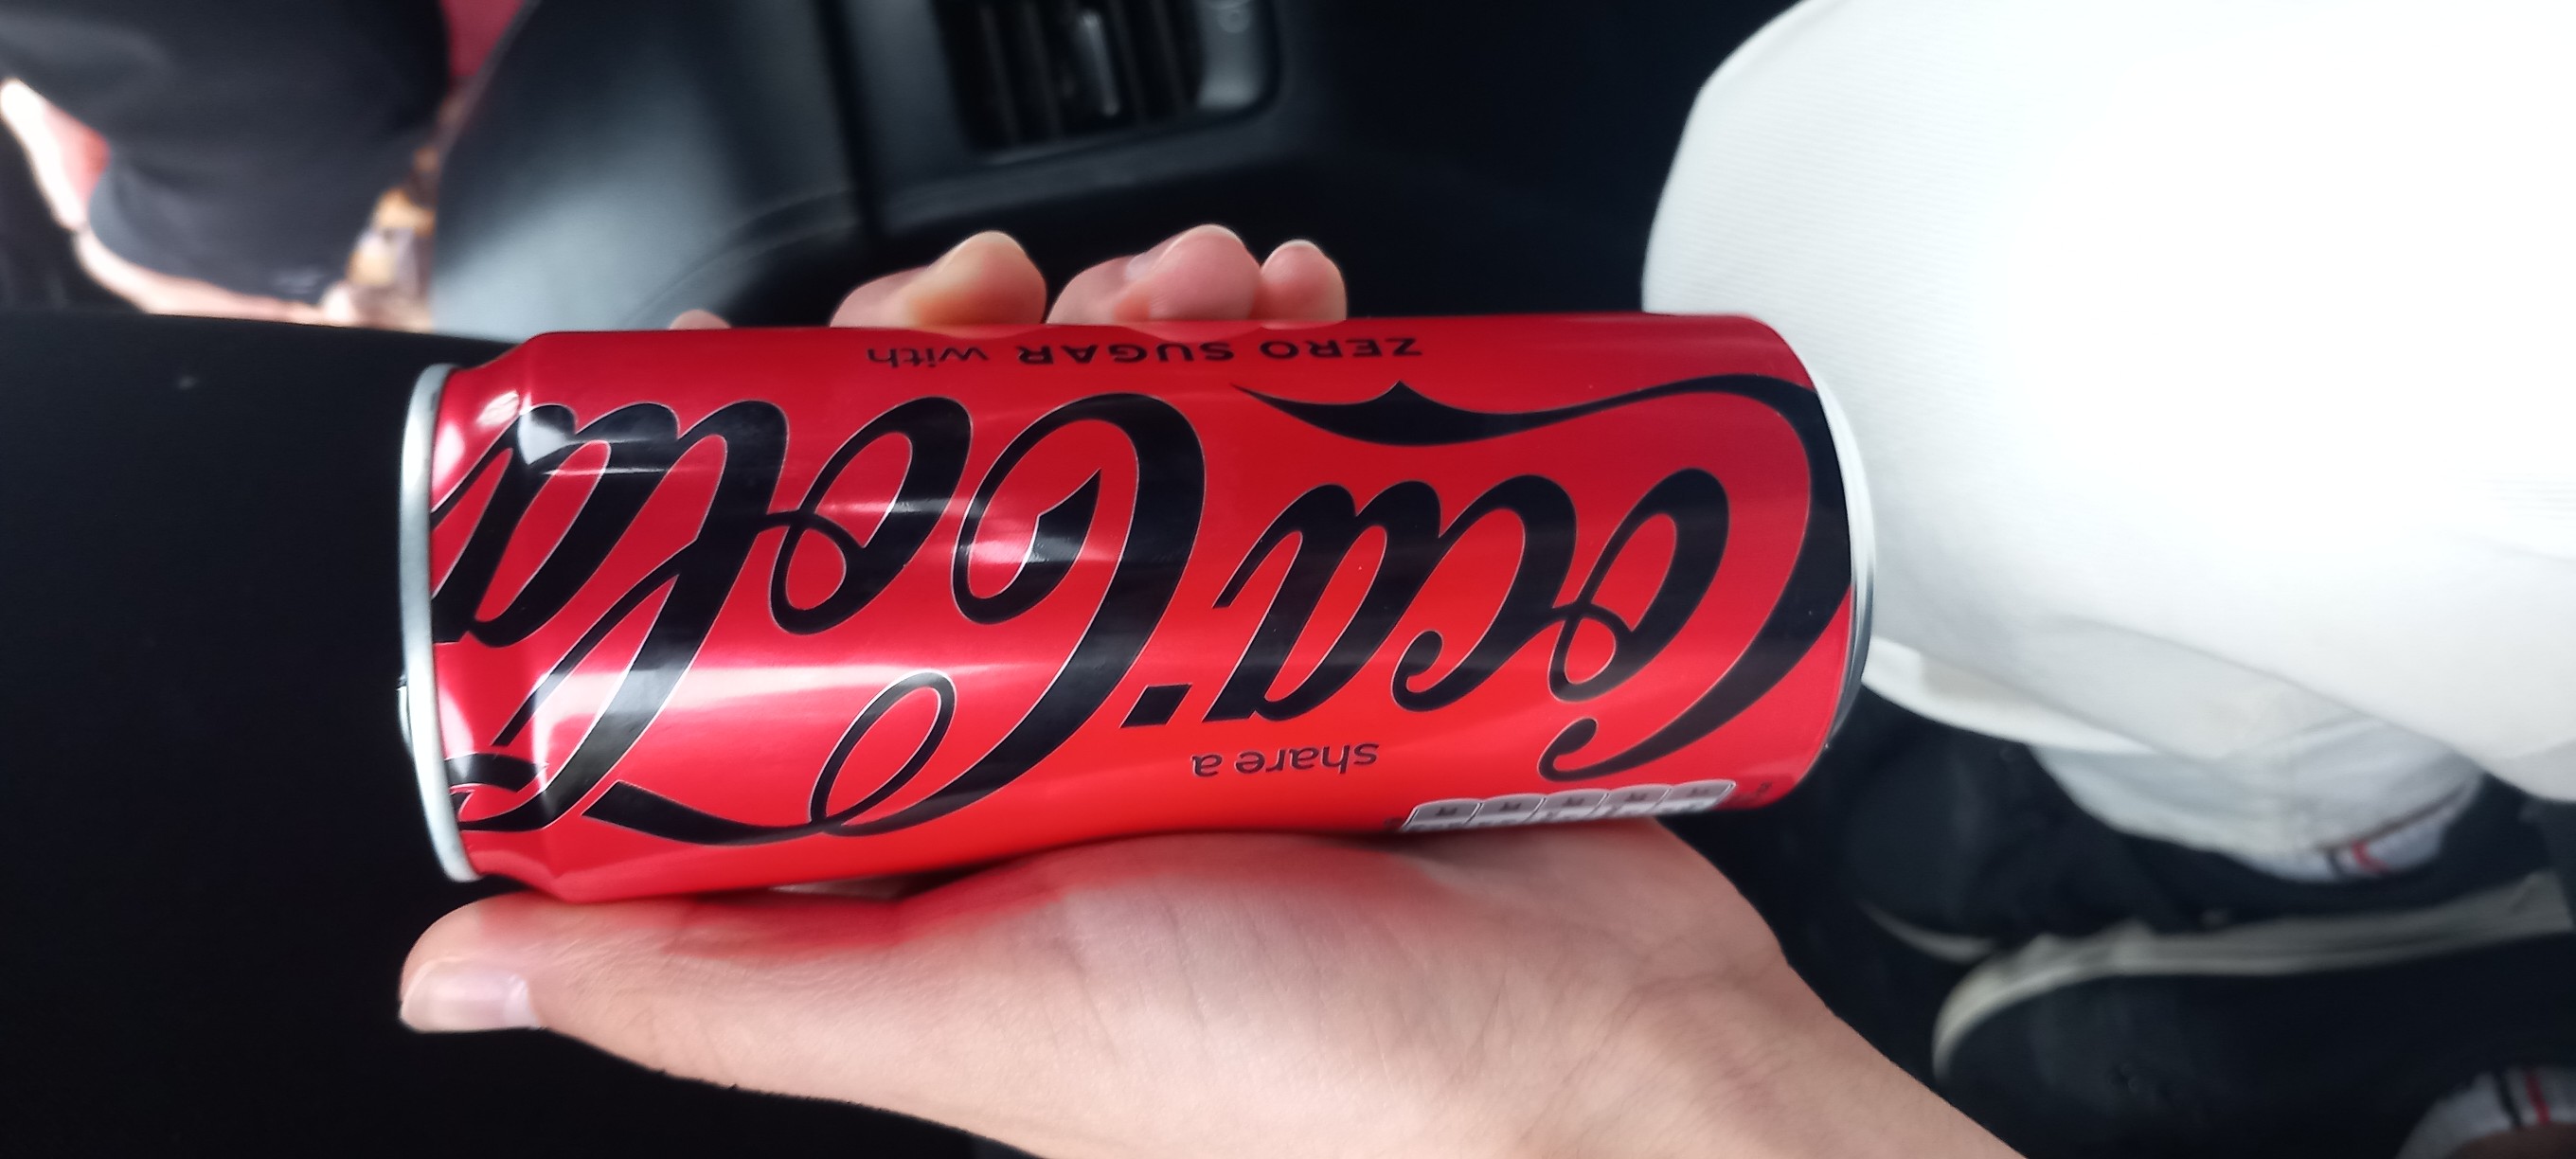 share a
Coca-Cola
ZERO SUGAR with